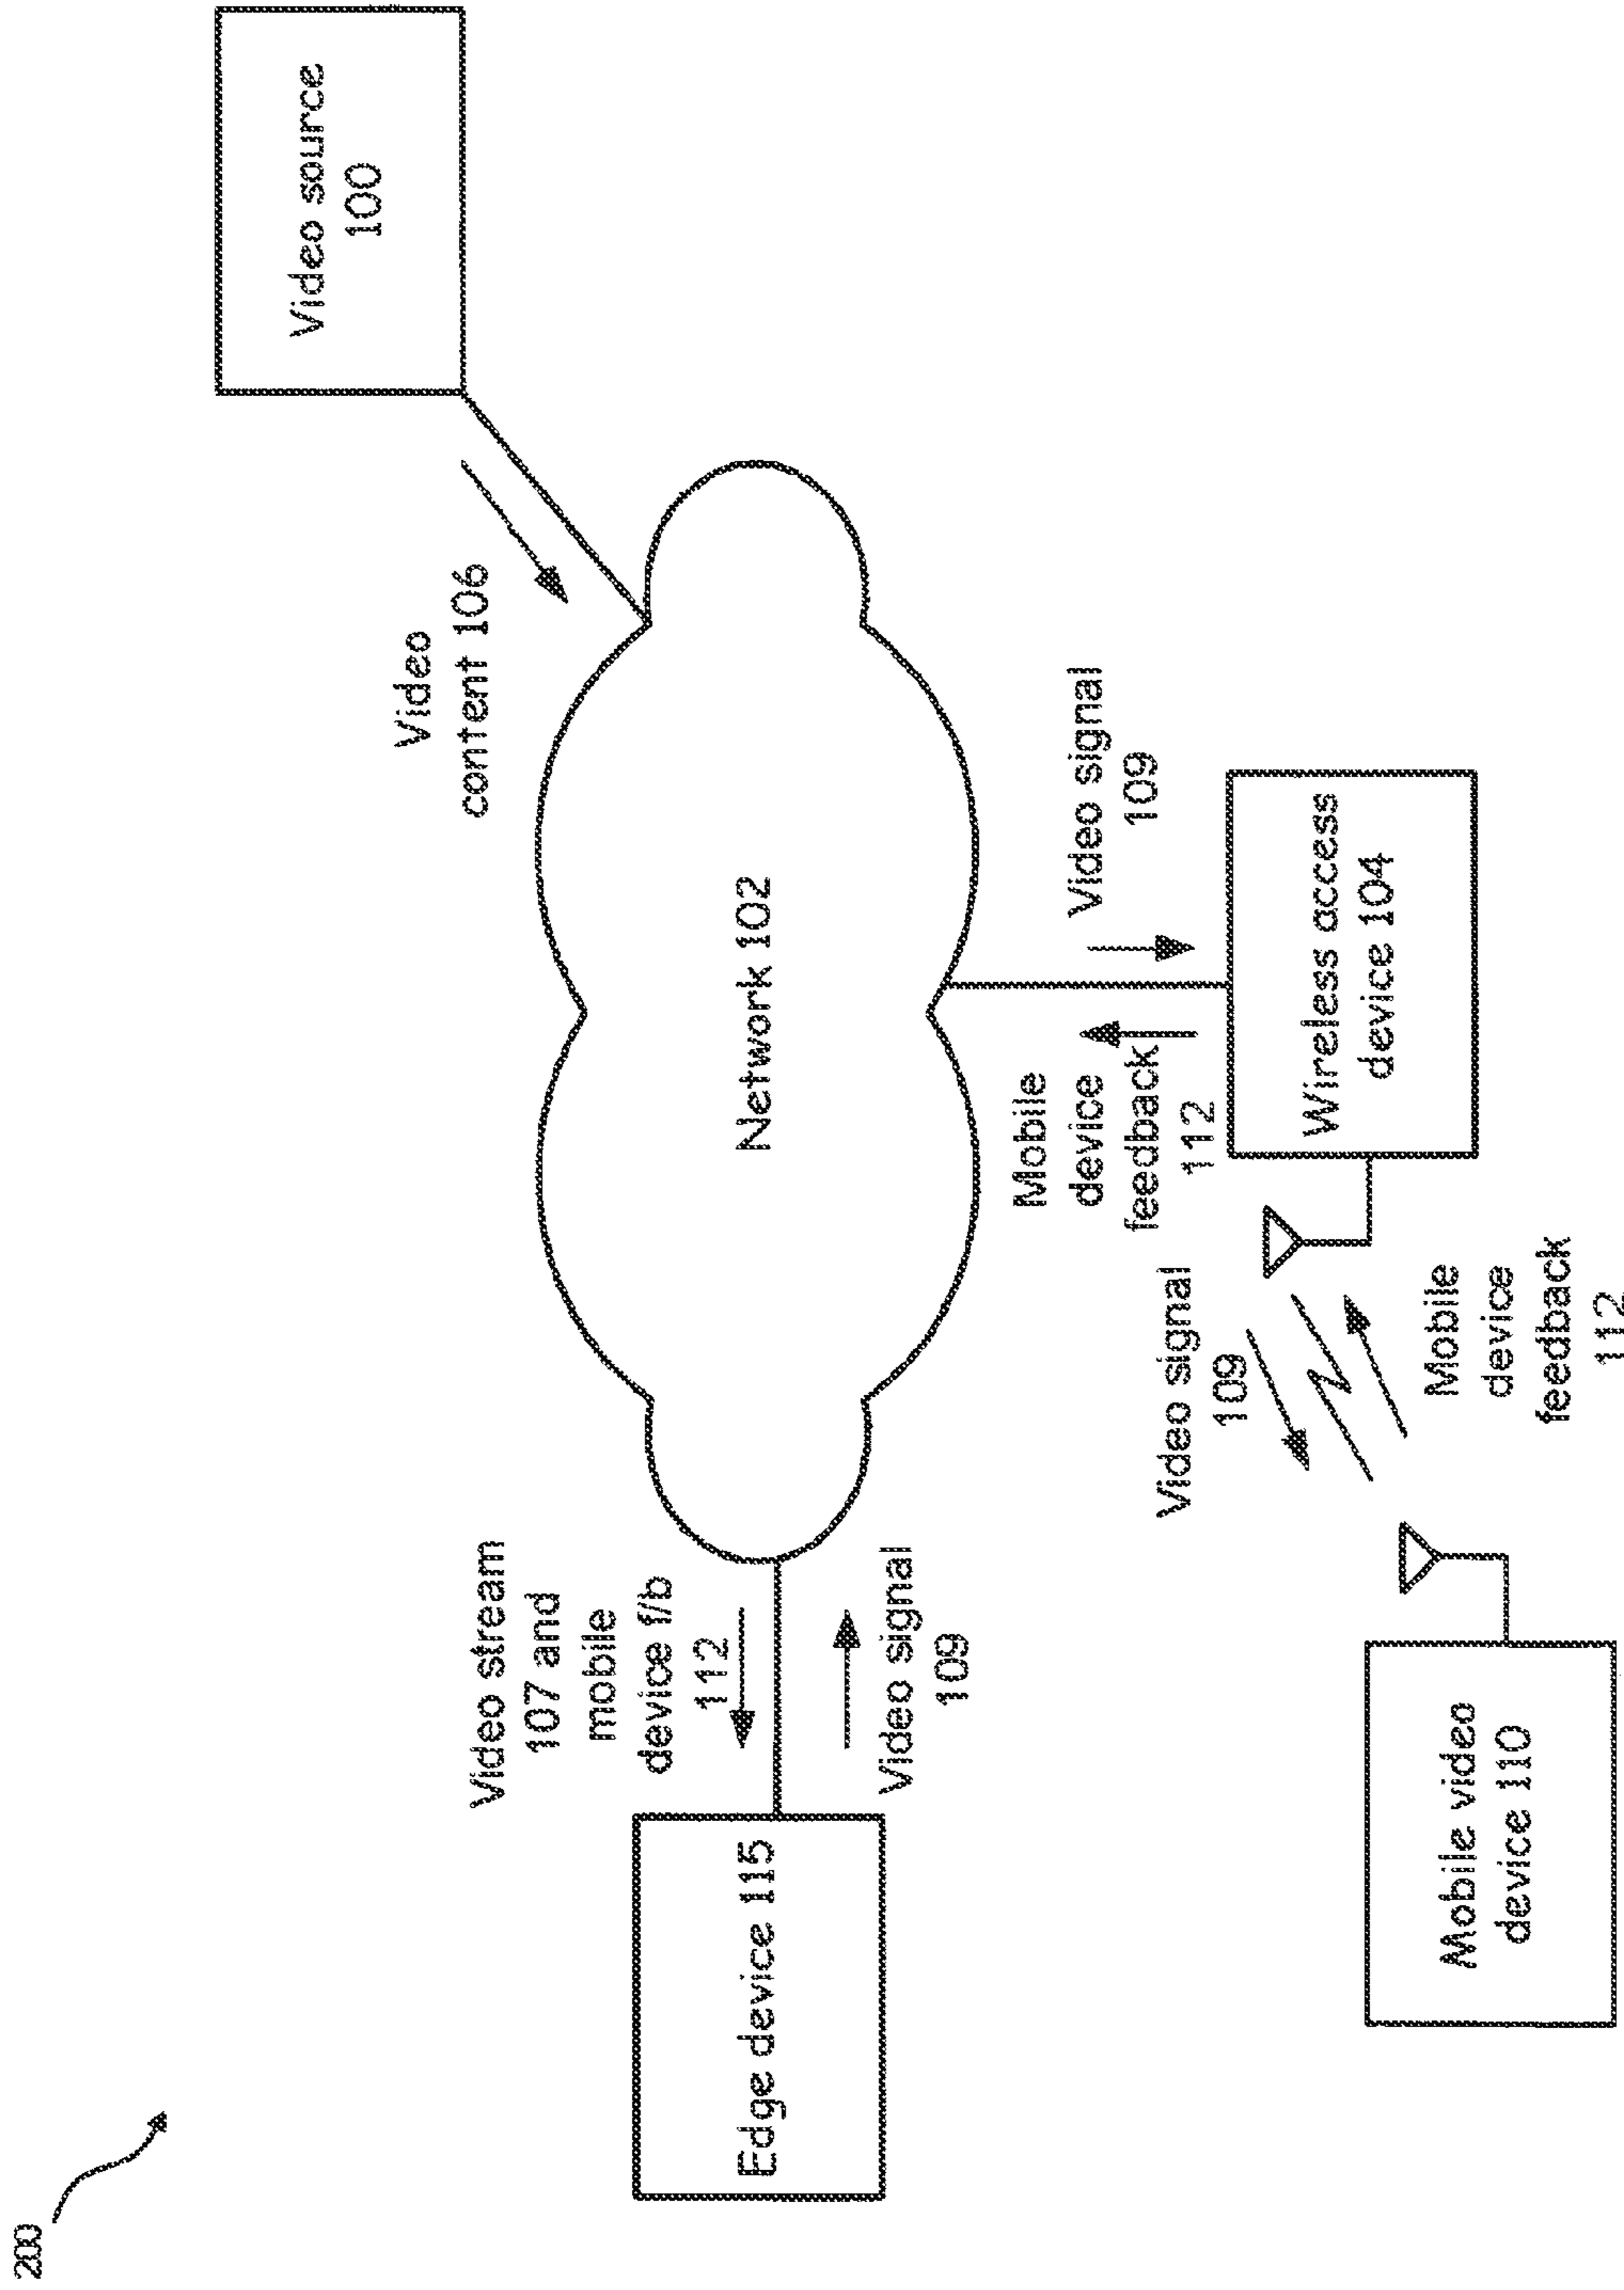 200
Video source
100
Video
content 106
Network 102
Video stream
107 and
mobile
device f/b
112
Video signal
109
Edge device 115
Mobile
device
feedback
112
Video signal
109
Wireless access
device 104
Video signal
109
Mobile
device
feedback
112
Mobile video
device 110